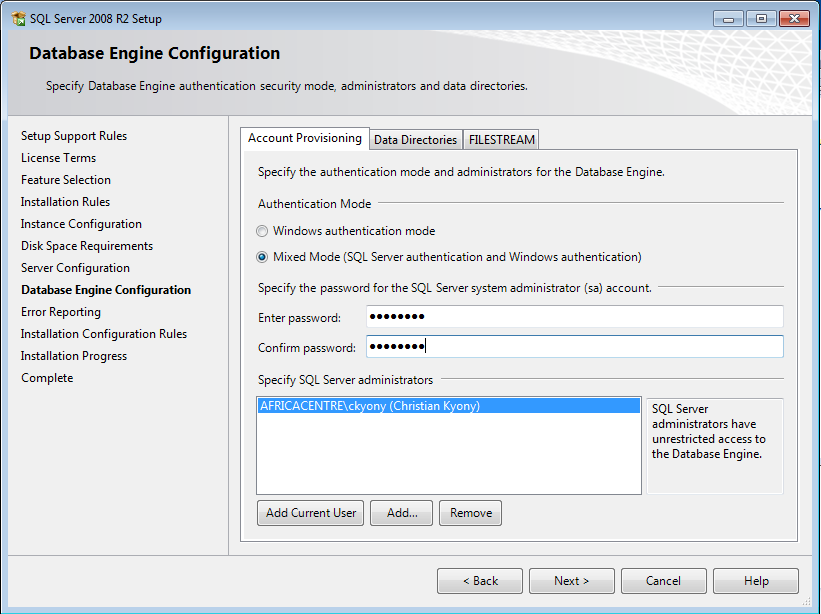 SQL Server 2008 R2 Setup
Database Engine Configuration
Specify Database Engine authentication security mode, administrators and data directories.
Setup Support Rules
License Terms
Feature Selection
Installation Rules
Instance Configuration
Disk Space Requirements
Server Configuration
Database Engine Configuration
Error Reporting
Installation Configuration Rules
Installation Progress
Complete
Account Provisioning Data Directories FILESTREAM
Specify the authentication mode and administrators for the Database Engine.
Authentication Mode
Windows authentication mode
Mixed Mode (SQL Server authentication and Windows authentication)
Specify the password for the SQL Server system administrator (sa) account.
Enter password: ●●●●●●●●
Confirm password: ●●●●●●●●
Specify SQL Server administrators
AFRICACENTRE\ckyony (Christian Kyony)
SQL Server
administrators have
unrestricted access to
the Database Engine.
Add Current User Add... Remove
< Back Next > Cancel Help